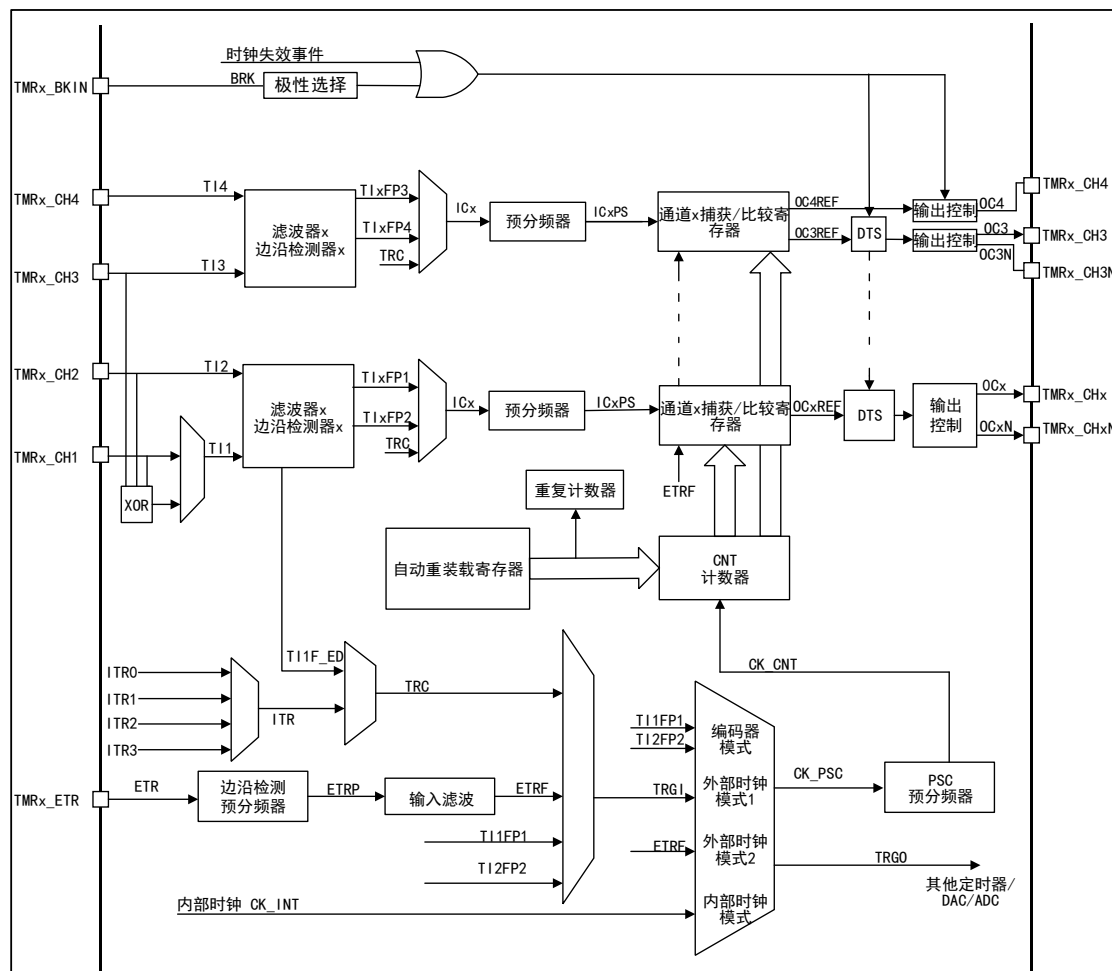 时钟失效事件
TMRx_BKIN
BRK
极性选择
TMRx_CH4
TI4
TIxFP3
ICx
预分频器
ICxPS
通道x捕获/比较寄
存器
OC4REF
输出控制
OC4
TMRx_CH4
滤波器x
边沿检测器x
TIxFP4
TRC
OC3REF
DTS
输出控制
OC3
TMRx_CH3
OC3N
TMRx_CH3N
TMRx_CH3
TI3
TMRx_CH2
TI2
TIxFP1
ICx
预分频器
ICxPS
通道x捕获/比较寄
存器
OCxREF
DTS
输出
控制
OCx
TMRx_CHx
滤波器x
边沿检测器x
TIxFP2
TRC
OCxN
TMRx_CHxN
TMRx_CH1
TI1
XOR
ETRF
重复计数器
自动重装载寄存器
CNT
计数器
TI1F_ED
CK_CNT
ITR0
ITR1
ITR2
ITR3
ITR
TRC
TI1FP1
TI2FP2
编码器
模式
TMRx_ETR
ETR
边沿检测
预分频器
ETRP
输入滤波
ETRF
TRGI
外部时钟
模式1
CK_PSC
PSC
预分频器
TI1FP1
TI2FP2
ETRF
外部时钟
模式2
TRGO
其他定时器/
DAC/ADC
内部时钟 CK_INT
内部时钟
模式